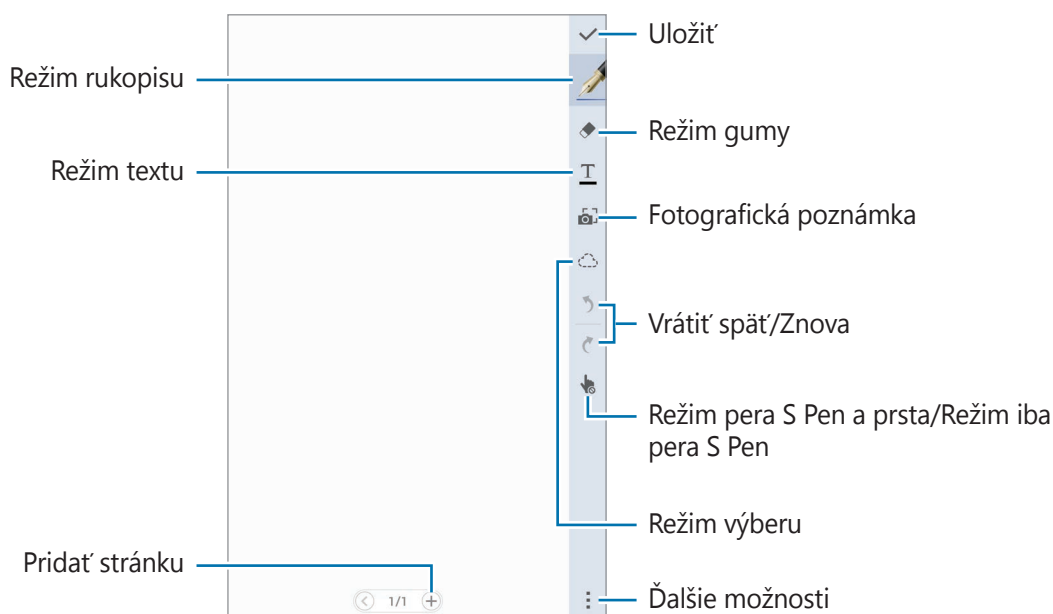 Uložiť
Režim rukopisu
Režim gumy
Režim textu
T
Fotografická poznámka
Vrátiť späť/Znova
Režim pera S Pen a prsta/Režim iba
pera S Pen
Režim výberu
Pridať stránku
1/1
Ďalšie možnosti